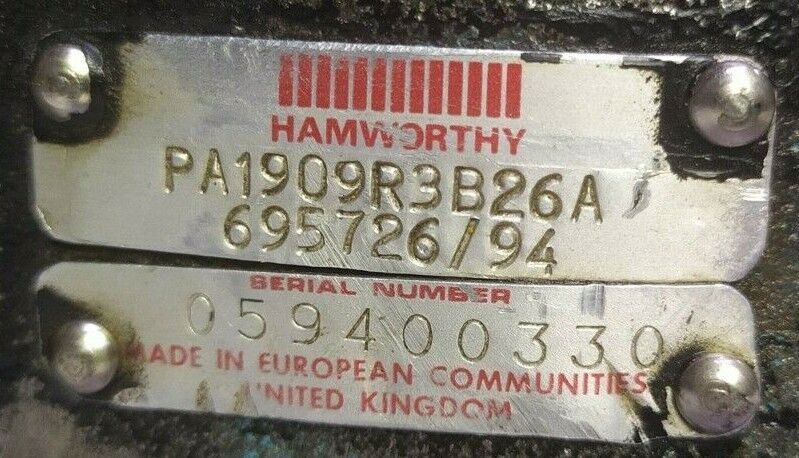 HAMWORTHY
PA1909R3B26A
695726/94
SERIAL NUMBER
059400330
MADE IN EUROPEAN COMMUNITIES
UNITED KINGDOM